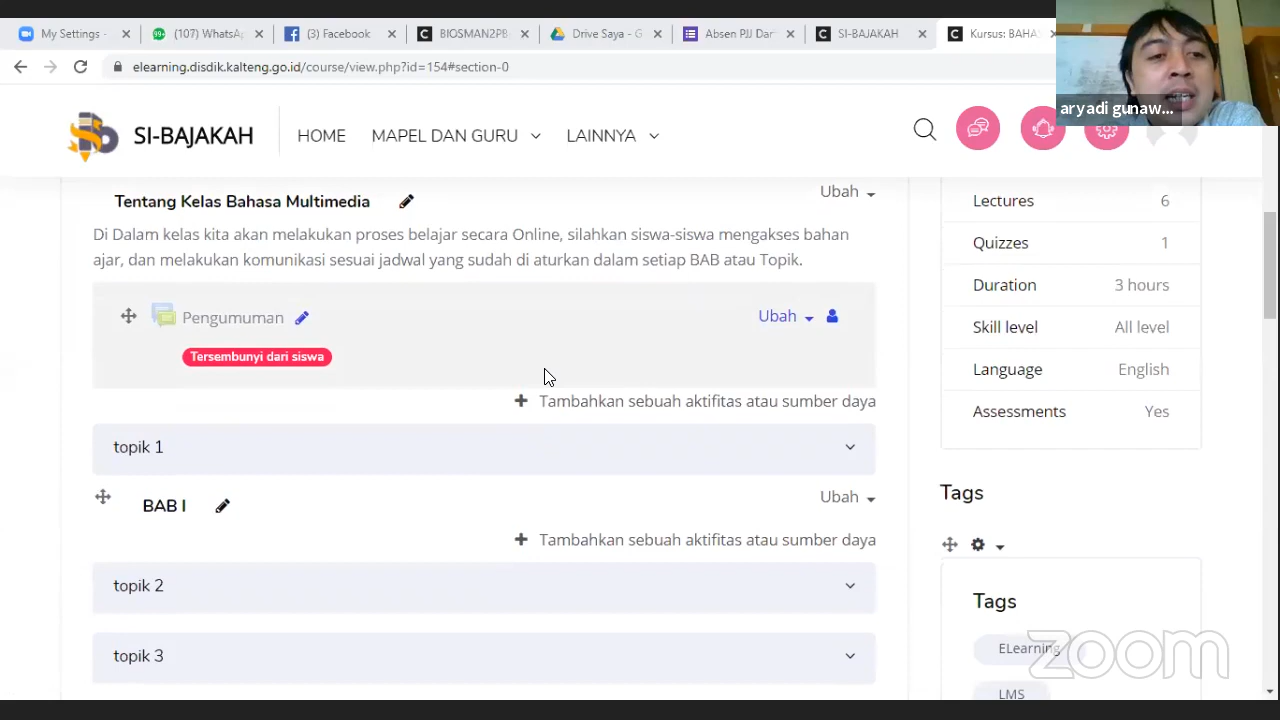 My Settings -
(107) WhatsA
(3) Facebook
BIOSMAN2PB
Drive Saya - G
Absen PJJ Dar
SI-BAJAKAH
Kursus: BAHAS
elearning.disdik.kalteng.go.id/course/view.php?id=154#section-0
aryadi gunaw...
SI-BAJAKAH
HOME
MAPEL DAN GURU
LAINNYA
Tentang Kelas Bahasa Multimedia
Ubah
Di Dalam kelas kita akan melakukan proses belajar secara Online, silahkan siswa-siswa mengakses bahan
ajar, dan melakukan komunikasi sesuai jadwal yang sudah di aturkan dalam setiap BAB atau Topik.
Pengumuman
Ubah
Tersembunyi dari siswa
Tambahkan sebuah aktifitas atau sumber daya
topik 1
BAB I
Ubah
Tambahkan sebuah aktifitas atau sumber daya
topik 2
topik 3
Lectures 6
Quizzes 1
Duration 3 hours
Skill level All level
Language English
Assessments Yes
Tags
Tags
ELearning
LMS
zoom